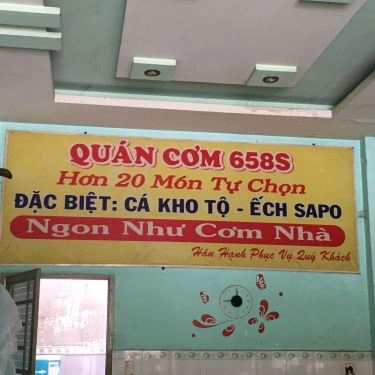 QUÁN CƠM 658S
Hơn 20 Món Tự Chọn
ĐẶC BIỆT: CÁ KHO TỘ - ẾCH SAPO
Ngon Như Cơm Nhà
Hân Hạnh Phục Vụ Quý Khách